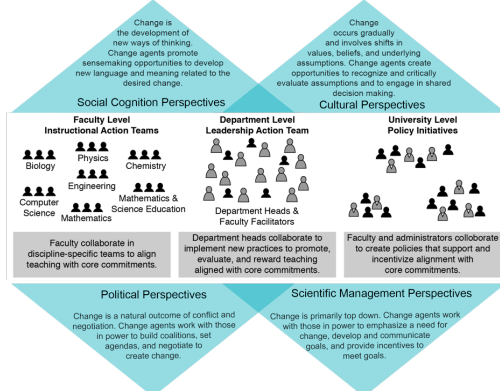 Change is
the development of
new ways of thinking.
Change agents promote
sensemaking opportunities to develop
new language and meaning related to the
desired change.
Social Cognition Perspectives
Change
occurs gradually
and involves shifts in
values, beliefs, and underlying
assumptions. Change agents create
opportunities to recognize and critically
evaluate assumptions and to engage in shared
decision making.
Cultural Perspectives
Faculty Level
Instructional Action Teams
Biology
Physics
Chemistry
Engineering
Computer
Science
Mathematics
Mathematics &
Science Education
Faculty collaborate in
discipline-specific teams to align
teaching with core commitments.
Department Level
Leadership Action Team
Department Heads &
Faculty Facilitators
Department heads collaborate to
implement new practices to promote,
evaluate, and reward teaching
aligned with core commitments.
University Level
Policy Initiatives
Faculty and administrators collaborate
to create policies that support and
incentivize alignment with
core commitments.
Political Perspectives
Change is a natural outcome of conflict and
negotiation. Change agents work with those
in power to build coalitions, set
agendas, and negotiate to
create change.
Scientific Management Perspectives
Change is primarily top down. Change agents work
with those in power to emphasize a need for
change, develop and communicate
goals, and provide incentives to
meet goals.